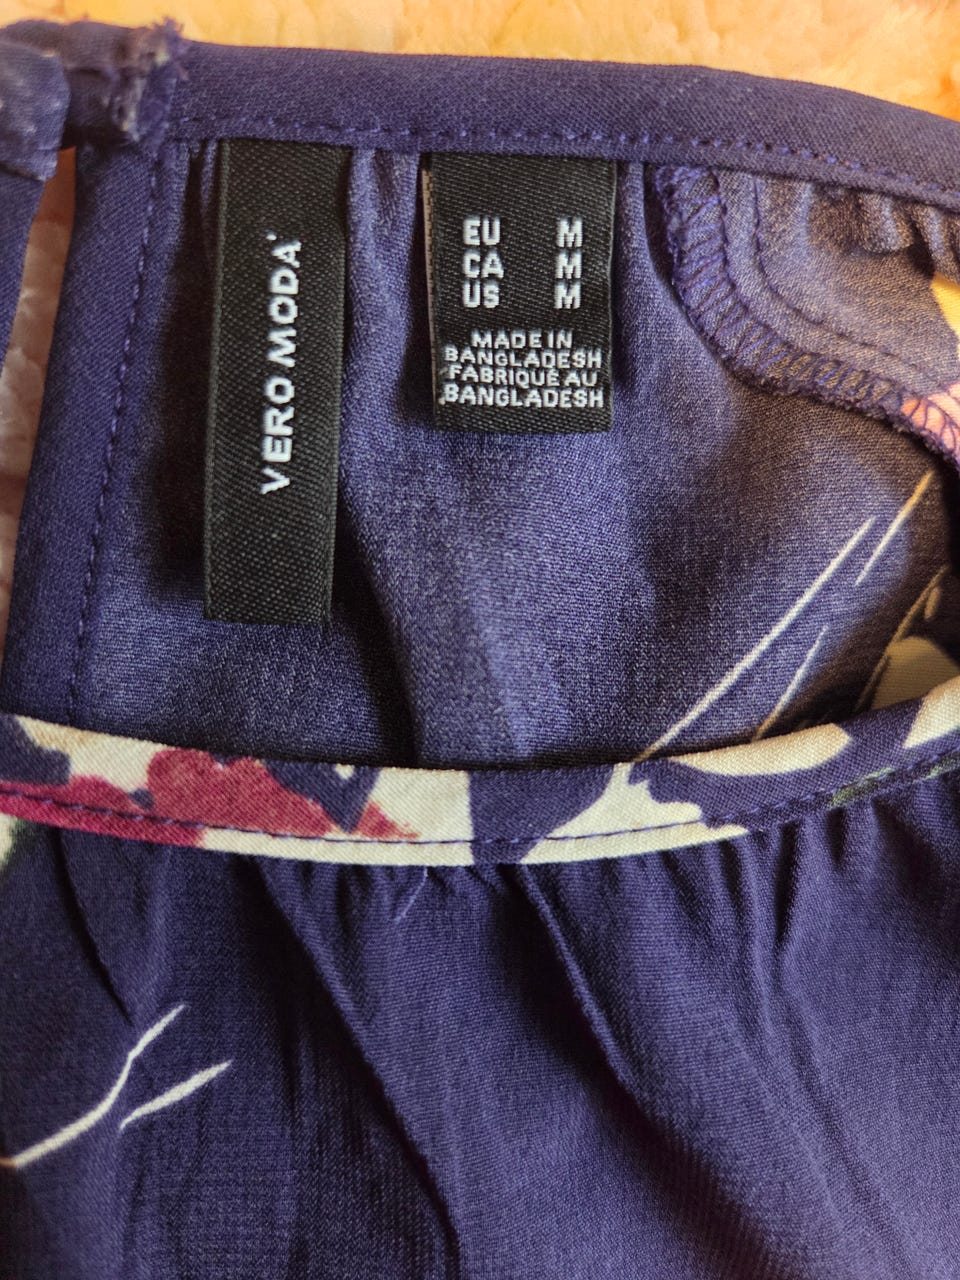 VERO MODA
EU M
CA M
US M
MADE IN
BANGLADESH
FABRIQUÉ AU
BANGLADESH